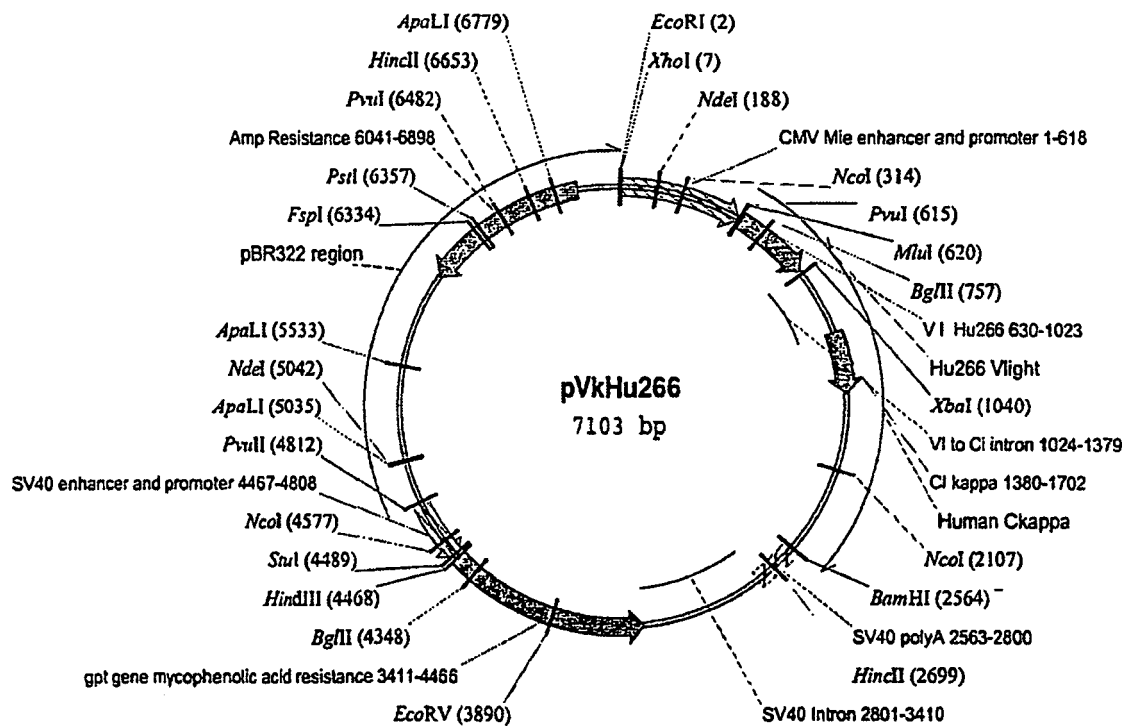 ApaLI (6779)
HincII (6653)
PvuI (6482)
Amp Resistance 6041-6898
PstI (6357)
FspI (6334)
pBR322 region
ApaLI (5533)
NdeI (5042)
ApaLI (5035)
PvuII (4812)
SV40 enhancer and promoter 4467-4808
NcoI (4577)
StuI (4489)
HindIII (4468)
BglII (4348)
gpt gene mycophenolic acid resistance 3411-4466
EcoRV (3890)
pVkHu266
7103 bp
EcoRI (2)
XhoI (7)
NdeI (188)
CMV Mie enhancer and promoter 1-618
NcoI (314)
PvuI (615)
MluI (620)
BglII (757)
Vl Hu266 630-1023
Hu266 Vlight
XbaI (1040)
Vl to Cl intron 1024-1379
Cl kappa 1380-1702
Human Ckappa
NcoI (2107)
BamHI (2564)
SV40 polyA 2563-2800
HincII (2699)
SV40 Intron 2801-3410